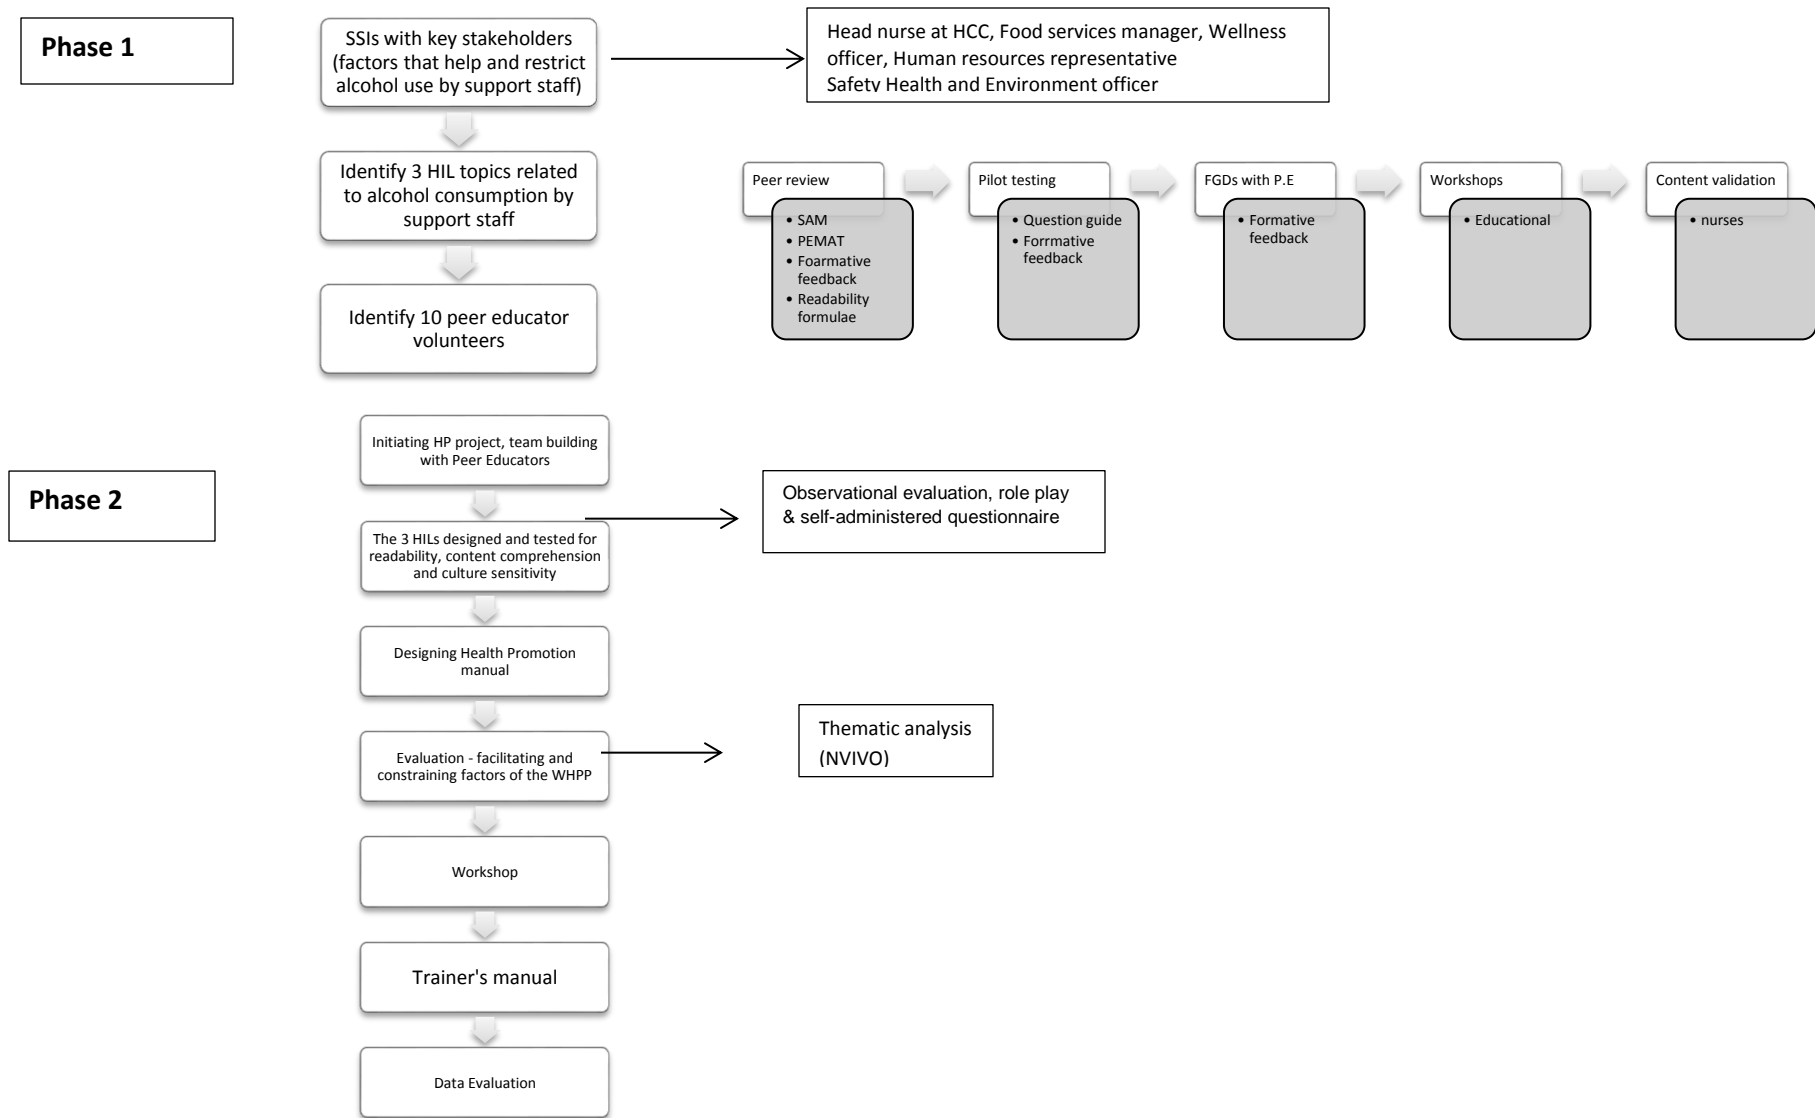 Phase 1
SSIs with key stakeholders
(factors that help and restrict
alcohol use by support staff)
Head nurse at HCC, Food services manager, Wellness
officer, Human resources representative
Safety Health and Environment officer
Identify 3 HIL topics related
to alcohol consumption by
support staff
Identify 10 peer educator
volunteers
Peer review
• SAM
• PEMAT
• Foarmative
feedback
• Readability
formulae
Pilot testing
• Question guide
• Forrmative
feedback
FGDs with P.E
• Formative
feedback
Workshops
• Educational
Content validation
• nurses
Phase 2
Initiating HP project, team building
with Peer Educators
Observational evaluation, role play
& self-administered questionnaire
The 3 HILs designed and tested for
readability, content comprehension
and culture sensitivity
Designing Health Promotion
manual
Evaluation - facilitating and
constraining factors of the WHPP
Thematic analysis
(NVIVO)
Workshop
Trainer's manual
Data Evaluation